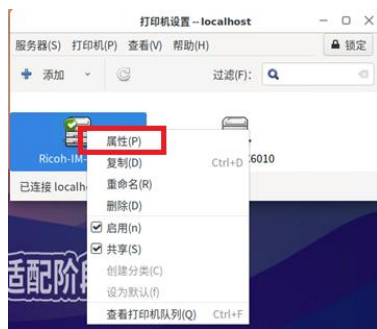 打印机设置 -- localhost
服务器(S) 打印机(P) 查看(V) 帮助(H) 锁定
添加 过滤(F):
Ricoh-IM- 6010
属性(P)
复制(D) Ctrl+D
重命名(R)
已连接 localh
删除(D)
启用(n)
共享(S)
创建分类(C)
设为默认(f)
查看打印机队列(Q) Ctrl+F
适配阶段